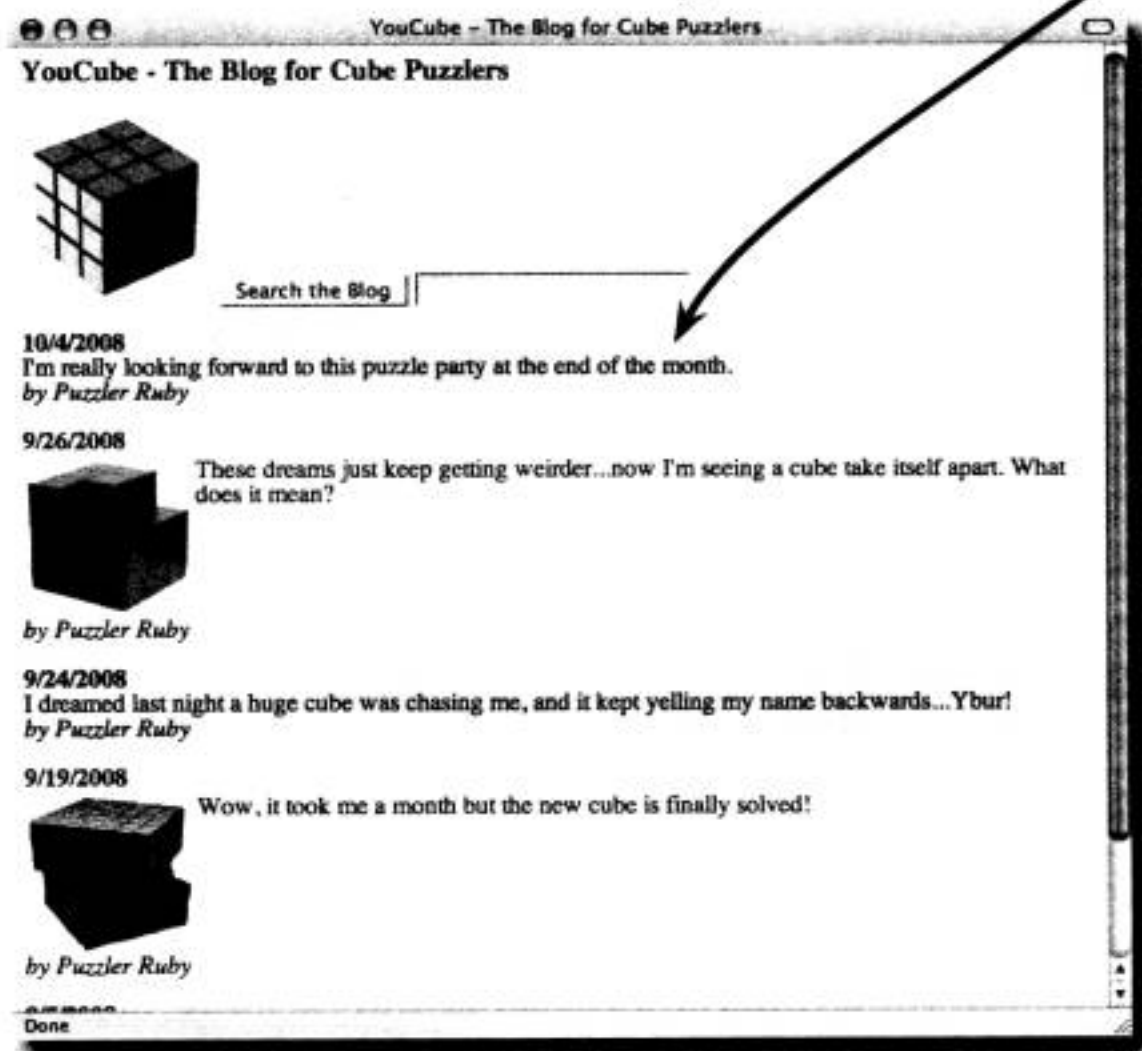 YouCube - The Blog for Cube Puzzlers
YouCube - The Blog for Cube Puzzlers
Search the Blog
10/4/2008
I'm really looking forward to this puzzle party at the end of the month.
by Puzzler Ruby
9/26/2008
These dreams just keep getting weirder...now I'm seeing a cube take itself apart. What
does it mean?
by Puzzler Ruby
9/24/2008
I dreamed last night a huge cube was chasing me, and it kept yelling my name backwards...Ybur!
by Puzzler Ruby
9/19/2008
Wow, it took me a month but the new cube is finally solved!
by Puzzler Ruby
Done